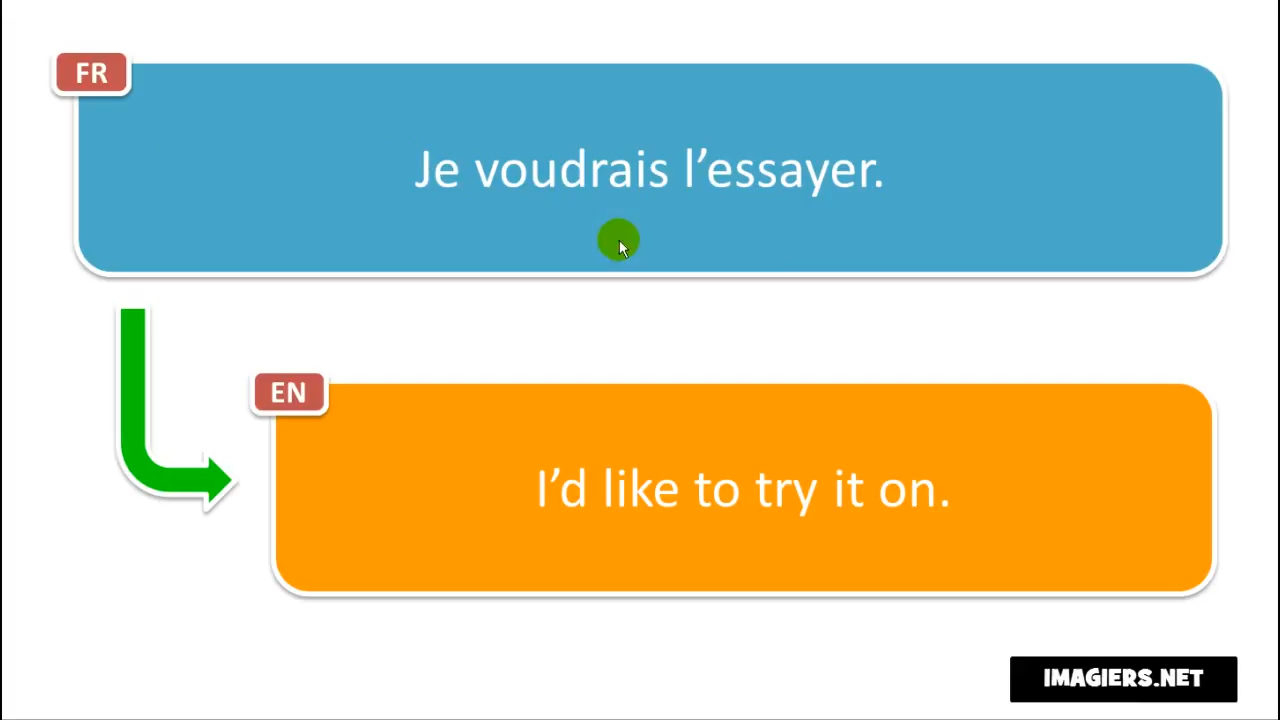 FR
Je voudrais l’essayer.
EN
I’d like to try it on.
IMAGIERS.NET